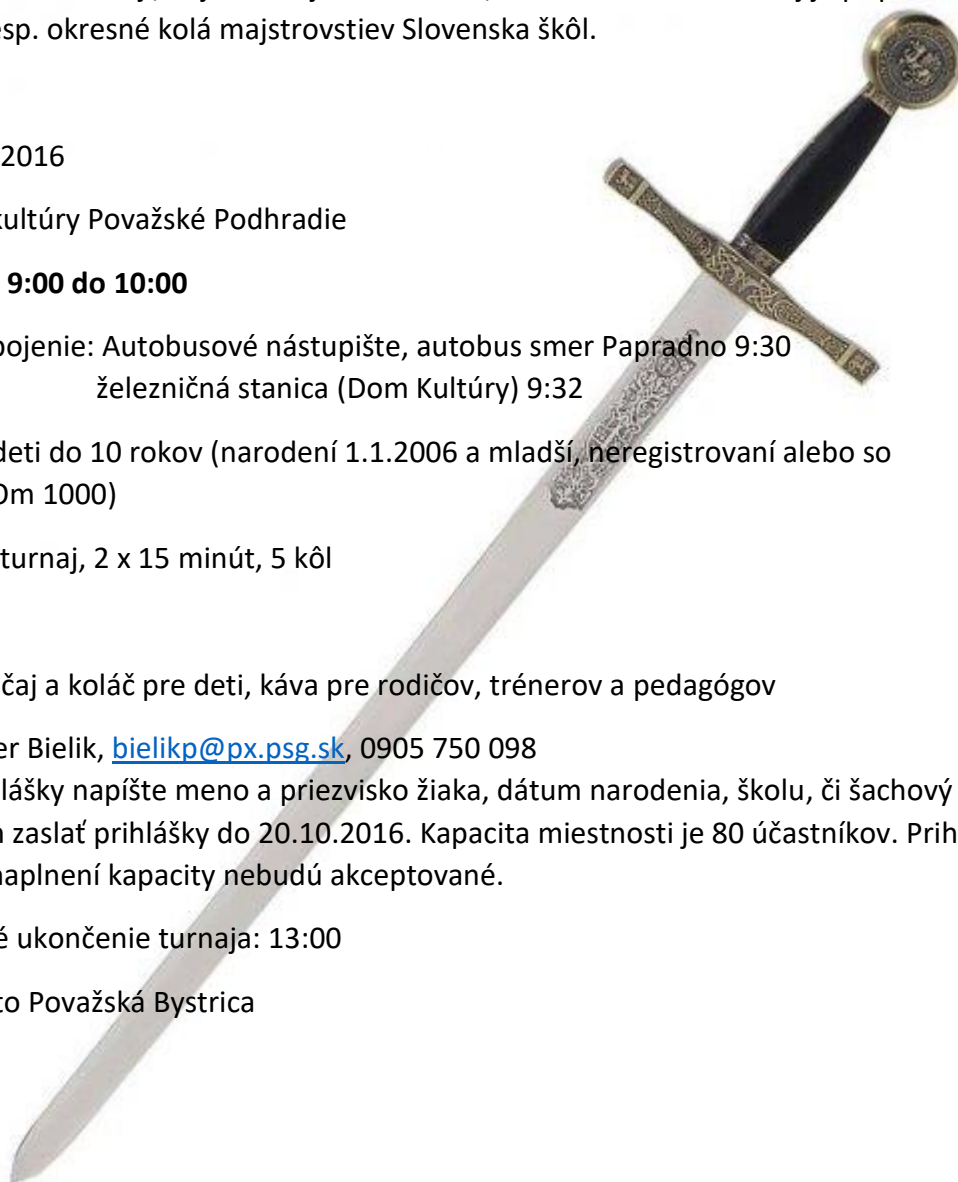 esp. okresné kolá majstrovstiev Slovenska škôl.
2016
kultúry Považské Podhradie
9:00 do 10:00
pojenie: Autobusové nástupište, autobus smer Papradno 9:30
železničná stanica (Dom Kultúry) 9:32
deti do 10 rokov (narodení 1.1.2006 a mladší, neregistrovaní alebo so
Om 1000)
turnaj, 2 x 15 minút, 5 kôl
čaj a koláč pre deti, káva pre rodičov, trénerov a pedagógov
er Bielik, bielikp@px.psg.sk, 0905 750 098
lášky napíšte meno a priezvisko žiaka, dátum narodenia, školu, či šachový
zaslať prihlášky do 20.10.2016. Kapacita miestnosti je 80 účastníkov. Prih
naplnení kapacity nebudú akceptované.
é ukončenie turnaja: 13:00
to Považská Bystrica